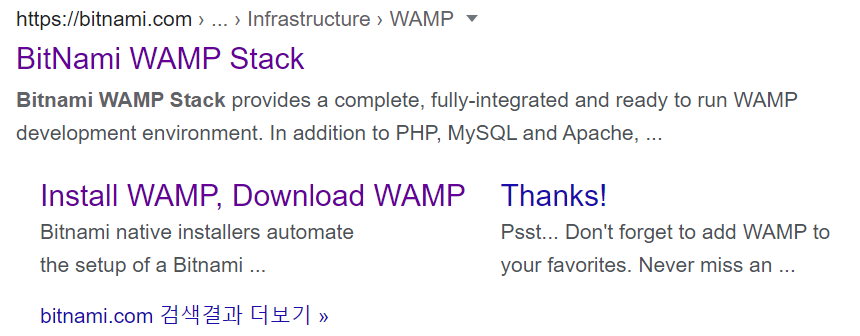 https://bitnami.com › ... › Infrastructure › WAMP
BitNami WAMP Stack
Bitnami WAMP Stack provides a complete, fully-integrated and ready to run WAMP
development environment. In addition to PHP, MySQL and Apache, ...
Install WAMP, Download WAMP
Bitnami native installers automate
the setup of a Bitnami ...
Thanks!
Psst... Don't forget to add WAMP to
your favorites. Never miss an ...
bitnami.com 검색결과 더보기 »